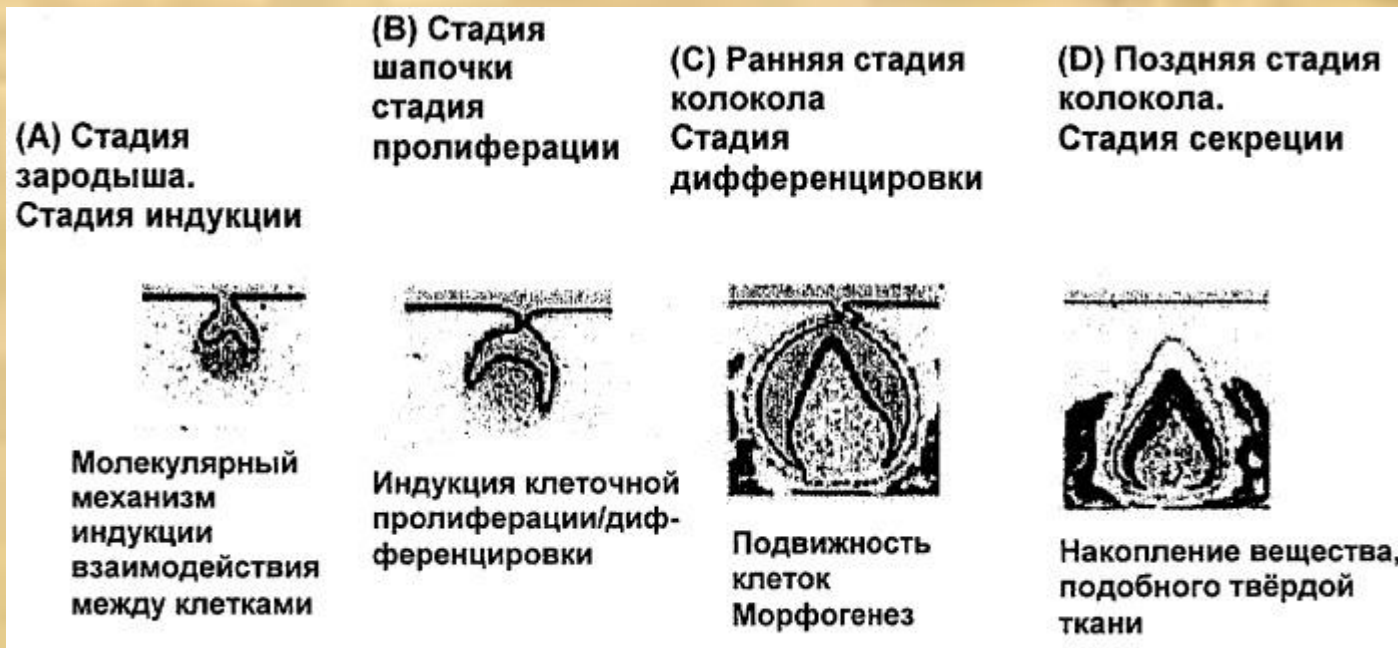 (A) Стадия
зародыша.
Стадия индукции
(B) Стадия
шапочки
стадия
пролиферации
(C) Ранняя стадия
колокола
Стадия
дифференцировки
(D) Поздняя стадия
колокола.
Стадия секреции
Молекулярный
механизм
индукции
взаимодействия
между клетками
Индукция клеточной
пролиферации/диф-
ференцировки
Подвижность
клеток
Морфогенез
Накопление вещества,
подобного твёрдой
ткани